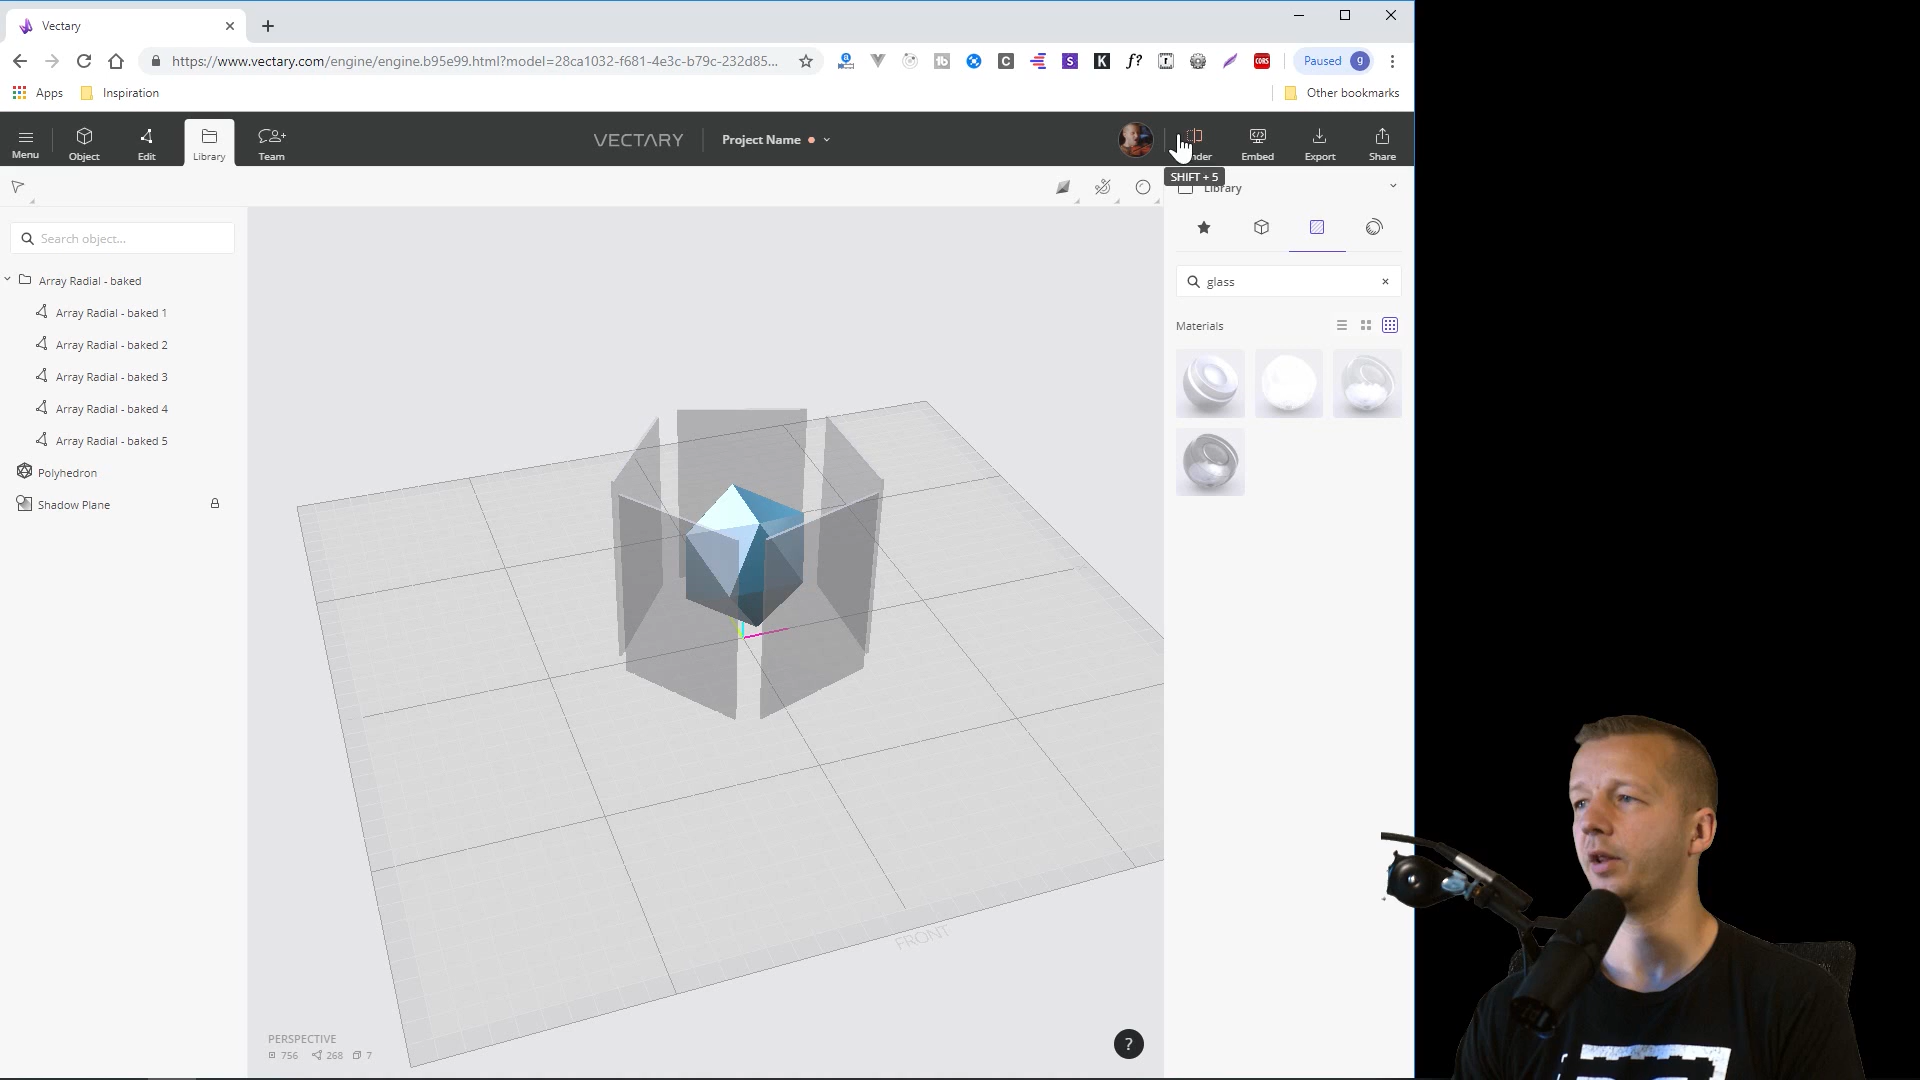 Vectary
https://www.vectary.com/engine/engine.b95e99.html?model=28ca1032-f681-4e3c-b79c-232d85...
Paused g
Apps
Inspiration
Other bookmarks
Menu
Object
Edit
Library
Team
VECTARY
Project Name
Embed
Export
Share
SHIFT + 5
Library
Search object...
glass
Array Radial - baked
Array Radial - baked 1
Array Radial - baked 2
Array Radial - baked 3
Array Radial - baked 4
Array Radial - baked 5
Polyhedron
Shadow Plane
Materials
FRONT
PERSPECTIVE
756 268 7
?